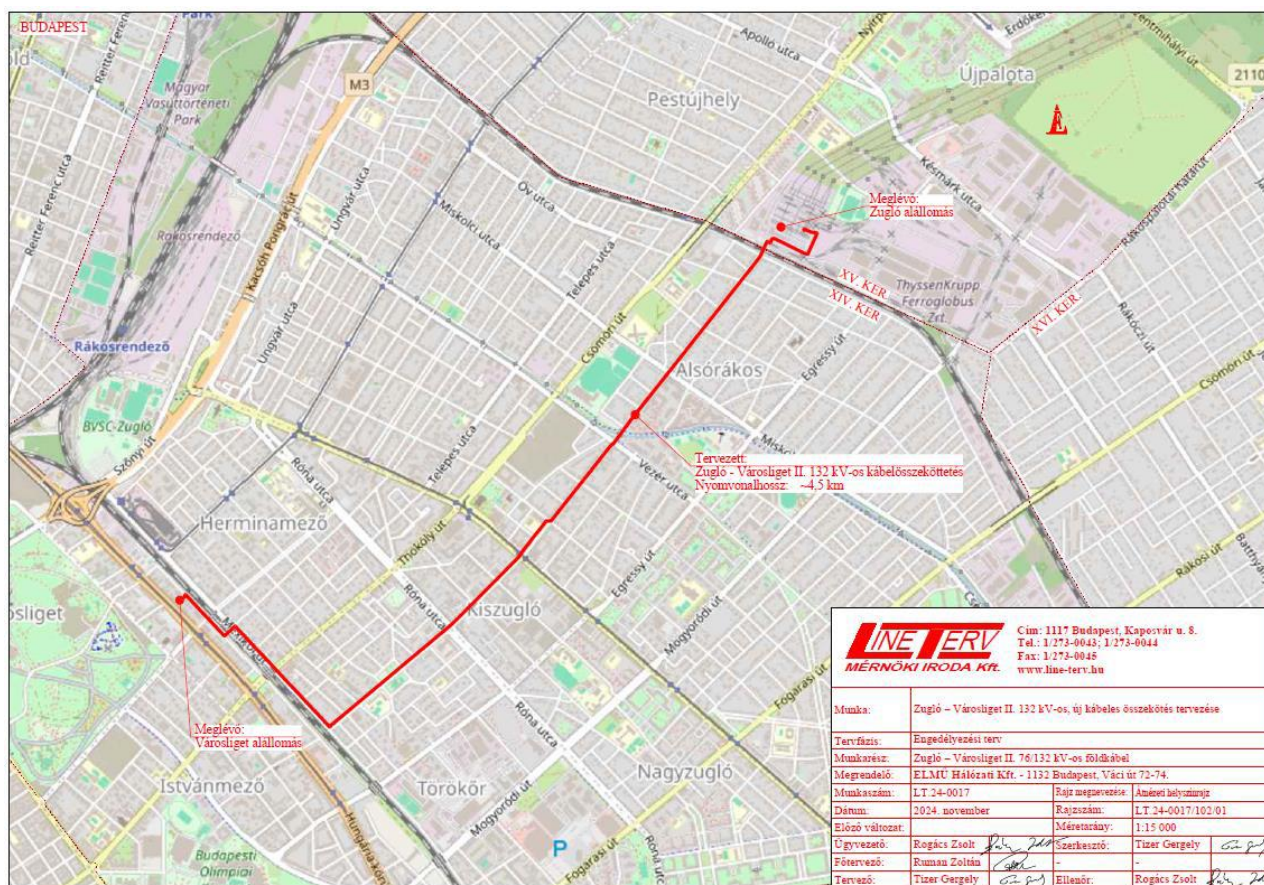 BUDAPEST
Park
Apolló utca
Újpalota
2110
Reitter Ferenc utca
Magyar
Vasúttörténeti
Park
M3
Pestújhely
Kacsóh Pongrác út
Ungvár utca
Miskolci utca
Őv utca
Késmárk utca
Rákospalotai határút
Meglévő:
Zugló alállomás
Rákosrendező
Telepes utca
XV. KER
XIV. KER
XVI. KER
ThyssenKrupp
Ferroglobus
Zrt
Rákóczi út
Rákosrendező
Ungvár utca
Csömöri út
Alsórákos
Egressy út
Csömöri út
BVSC-Zugló
Szőnyi út
Róna utca
Telepes utca
Vezér utca
Tervezett:
Zugló - Városliget II. 132 kV-os kábelösszeköttetés
Nyomvonalhossz: ~4,5 km
Herminamező
Thököly út
Rákosi út
Egressy út
Róna utca
Kiszugló
Mogyoródi út
Fogarasi út
Meglévő:
Városliget alállomás
Istvánmező
Törökőr
Róna utca
Nagyzugló
Mogyoródi út
Fogarasi út
P
Budapesti
Olimpiai
LINE TERV
MÉRNÖKI IRODA Kft.
Cím: 1117 Budapest, Kaposvár u. 8.
Tel.: 1/273-0043; 1/273-0044
Fax: 1/273-0045
www.line-terv.hu
Munka: Zugló – Városliget II. 132 kV-os, új kábeles összekötés tervezése
Tervfázis: Engedélyezési terv
Munkarész: Zugló – Városliget II. 76/132 kV-os földkábel
Megrendelő: ELMŰ Hálózati Kft. - 1132 Budapest, Váci út 72-74.
Munkaszám: LT.24-0017 Rajz megnevezése: Átnézeti helyszínrajz
Dátum: 2024. november Rajzszám: LT.24-0017/102/01
Előző változat: Méretarány: 1:15 000
Ügyvezető: Rogács Zsolt Szerkesztő: Tizer Gergely
Főtervező: Ruman Zoltán - -
Tervező: Tizer Gergely Ellenőr: Rogács Zsolt